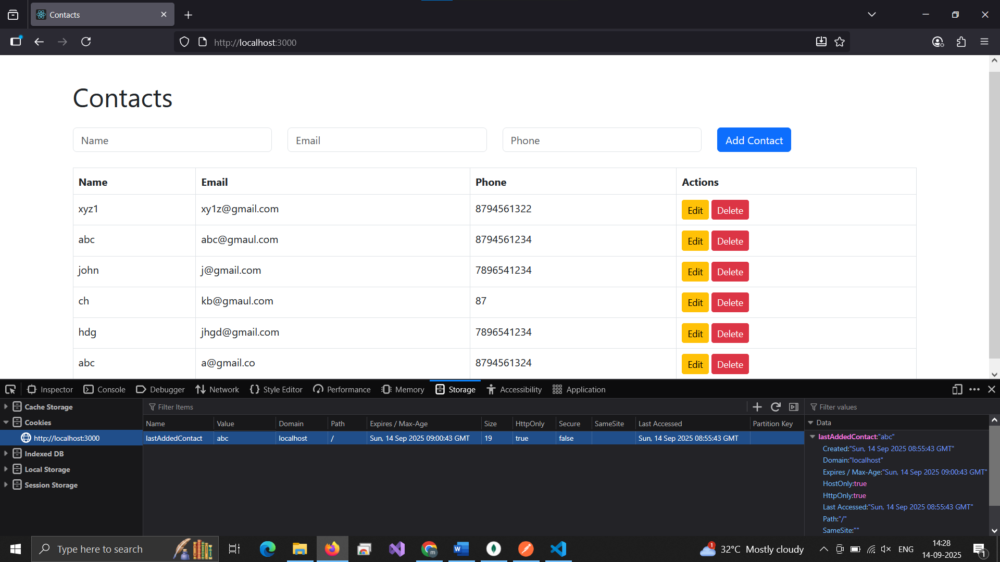 Contacts
http://localhost:3000
Contacts
Name Email Phone Add Contact
Name Email Phone Actions
xyz1 xy1z@gmail.com 8794561322 Edit Delete
abc abc@gmaul.com 8794561234 Edit Delete
john j@gmail.com 7896541234 Edit Delete
ch kb@gmaul.com 87 Edit Delete
hdg jhgd@gmail.com 7896541234 Edit Delete
abc a@gmail.co 8794561324 Edit Delete
Inspector Console Debugger Network Style Editor Performance Memory Storage Accessibility Application
Cache Storage Filter Items Filter values
Cookies Name Value Domain Path Expires / Max-Age Size HttpOnly Secure SameSite Last Accessed Partition Key Data
http://localhost:3000 lastAddedContact abc localhost / Sun, 14 Sep 2025 09:00:43 GMT 19 true false Sun, 14 Sep 2025 08:55:43 GMT lastAddedContact:"abc"
Created:"Sun, 14 Sep 2025 08:55:43 GMT"
Indexed DB Domain:"localhost"
Local Storage Expires / Max-Age:"Sun, 14 Sep 2025 09:00:43 GMT"
Session Storage HostOnly:true
HttpOnly:true
Last Accessed:"Sun, 14 Sep 2025 08:55:43 GMT"
Path:"/"
SameSite:""
Type here to search m W 1 32°C Mostly cloudy ENG 14:28
14-09-2025 1